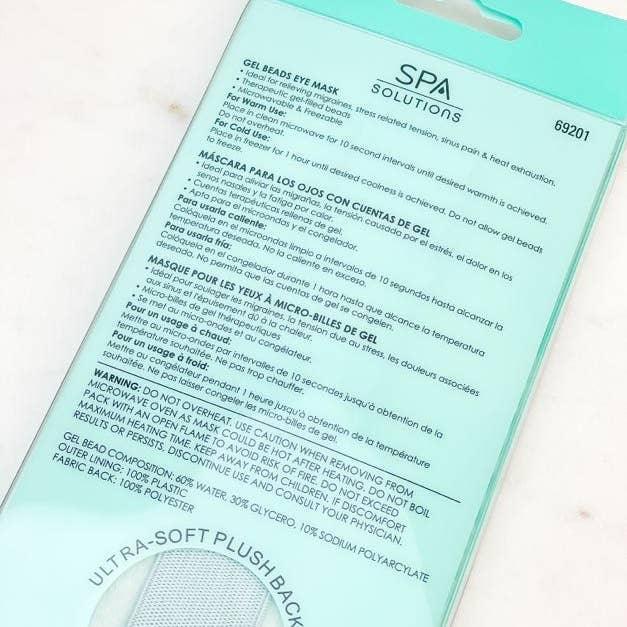 SPA
SOLUTIONS
69201
GEL BEADS EYE MASK
• Ideal for relieving migraines, stress related tension, sinus pain & heat exhaustion.
• Therapeutic gel-filled beads
• Microwavable & Freezable
For Warm Use:
Place in clean microwave for 10 second intervals until desired warmth is achieved.
Do not overheat.
For Cold Use:
Place in freezer for 1 hour until desired coolness is achieved. Do not allow gel beads
to freeze.
MÁSCARA PARA LOS OJOS CON CUENTAS DE GEL
• Ideal para aliviar las migrañas, la tensión causada por el estrés, el dolor en los
senos nasales y la fatiga por calor.
• Cuentas terapéuticas rellenas de gel.
• Apta para el microondas y el congelador.
Para usarla caliente:
Colóquela en el microondas limpio a intervalos de 10 segundos hasta alcanzar la
temperatura deseada. No la caliente en exceso.
Para usarla fría:
Colóquela en el congelador durante 1 hora hasta que alcance la temperatura
deseada. No permita que las cuentas de gel se congelen.
MASQUE POUR LES YEUX À MICRO-BILLES DE GEL
• Idéal pour soulager les migraines, la tension due au stress, les douleurs associées
aux sinus et l'épuisement dû à la chaleur.
• Micro-billes de gel thérapeutiques
• Se met au micro-ondes et au congélateur.
Pour un usage à chaud:
Mettre au micro-ondes par intervalles de 10 secondes jusqu'à obtention de la
température souhaitée. Ne pas trop chauffer.
Pour un usage à froid:
Mettre au congélateur pendant 1 heure jusqu'à obtention de la température
souhaitée. Ne pas laisser congeler les micro-billes de gel.
WARNING: DO NOT OVERHEAT. USE CAUTION WHEN REMOVING FROM
MICROWAVE OVEN AS MASK COULD BE HOT AFTER HEATING. DO NOT BOIL
PACK WITH AN OPEN FLAME TO AVOID RISK OF FIRE. DO NOT EXCEED
MAXIMUM HEATING TIME. KEEP AWAY FROM CHILDREN. IF DISCOMFORT
RESULTS OR PERSISTS, DISCONTINUE USE AND CONSULT YOUR PHYSICIAN.
GEL BEAD COMPOSITION: 60% WATER, 30% GLYCERO, 10% SODIUM POLYARCYLATE
OUTER LINING: 100% PLASTIC
FABRIC BACK: 100% POLYESTER
ULTRA-SOFT PLUSH BACK